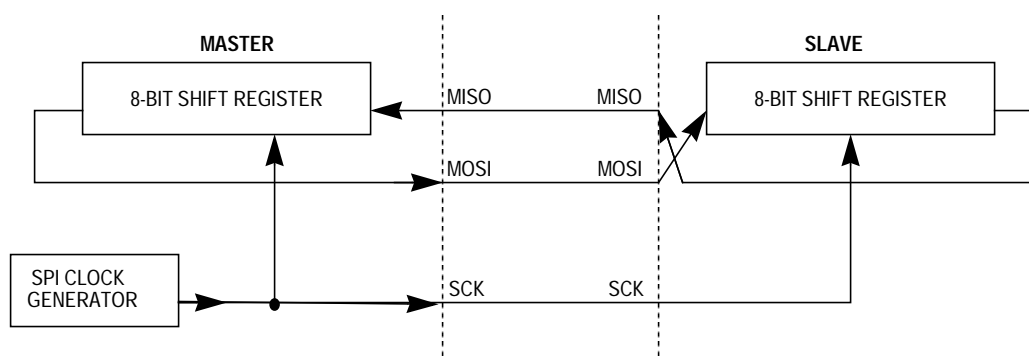 MASTER
SLAVE
8-BIT SHIFT REGISTER
MISO
MISO
8-BIT SHIFT REGISTER
MOSI
MOSI
SPI CLOCK
GENERATOR
SCK
SCK